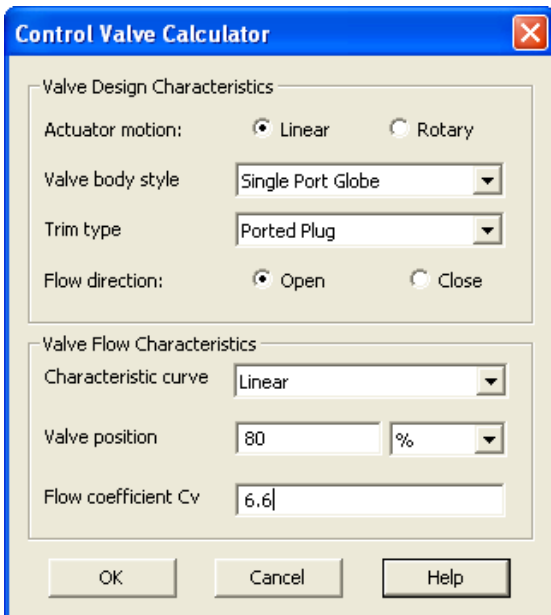 Control Valve Calculator
Valve Design Characteristics
Actuator motion: Linear Rotary
Valve body style Single Port Globe
Trim type Ported Plug
Flow direction: Open Close
Valve Flow Characteristics
Characteristic curve Linear
Valve position 80 %
Flow coefficient Cv 6.6
OK Cancel Help